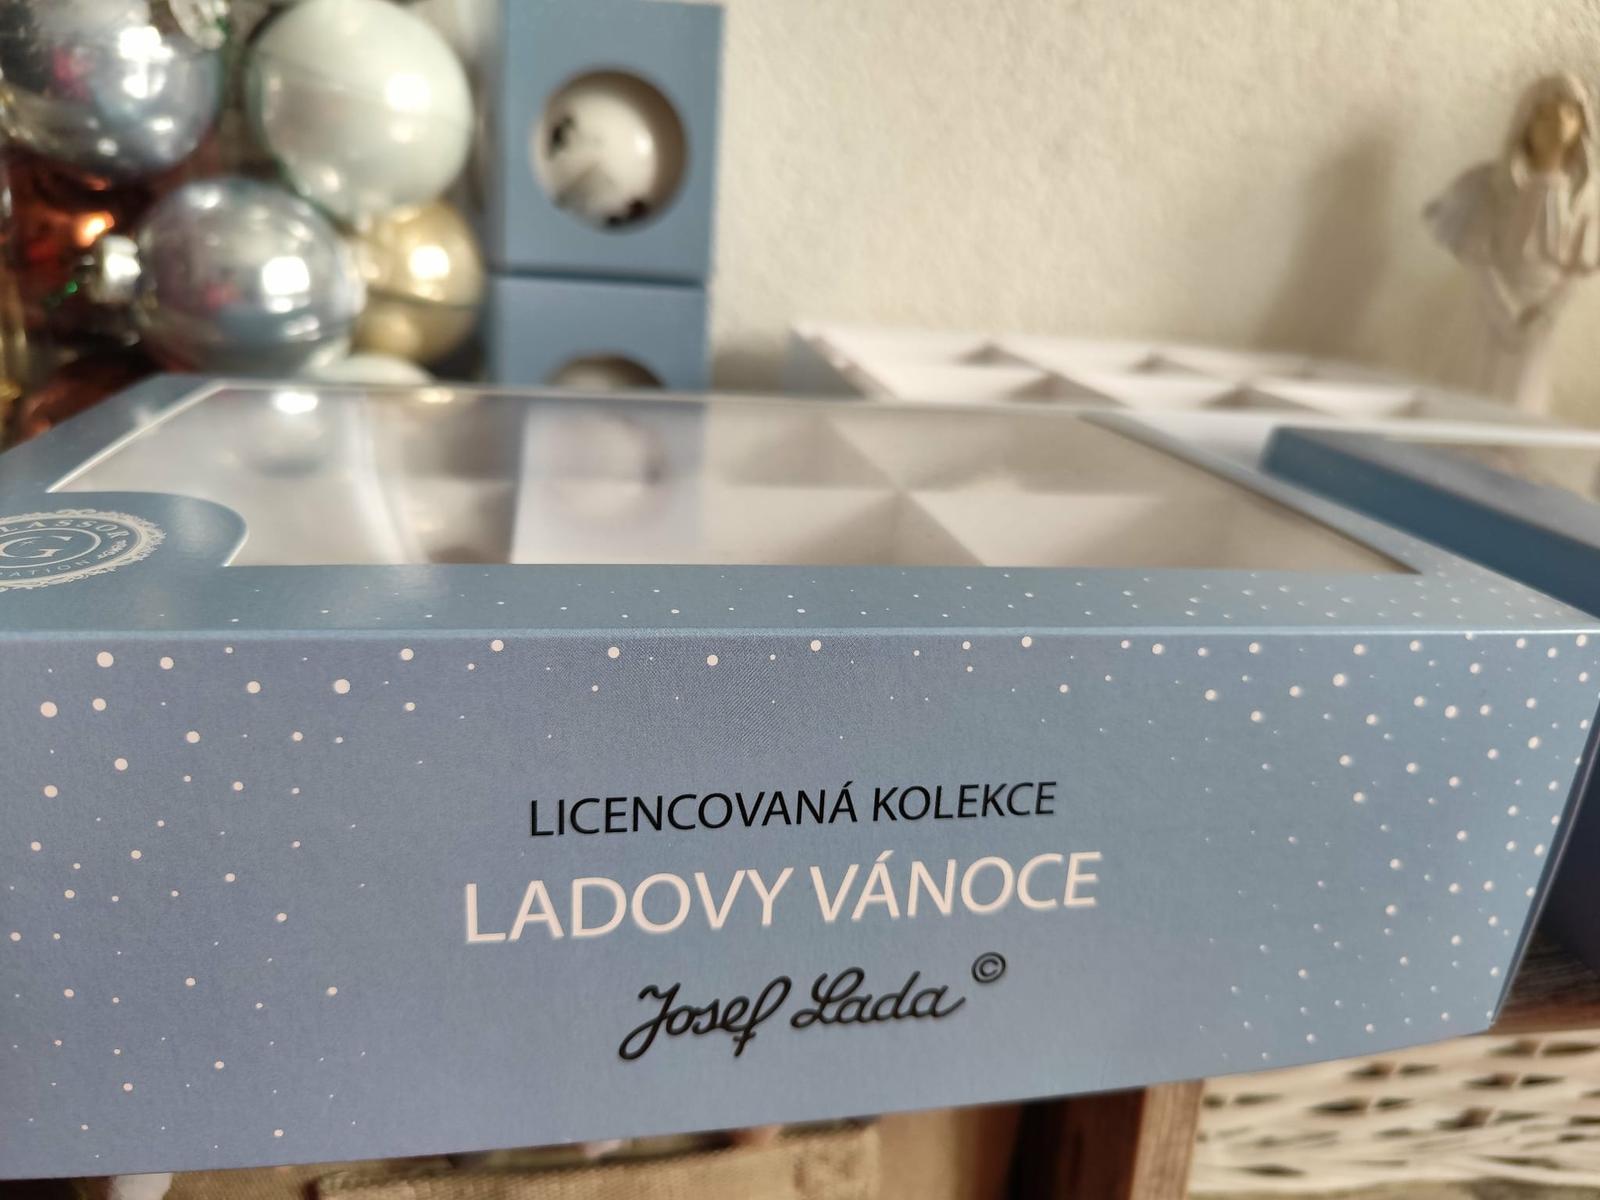 LICENCOVANÁ KOLEKCE
LADOVY VÁNOCE
Josef Lada ©
G